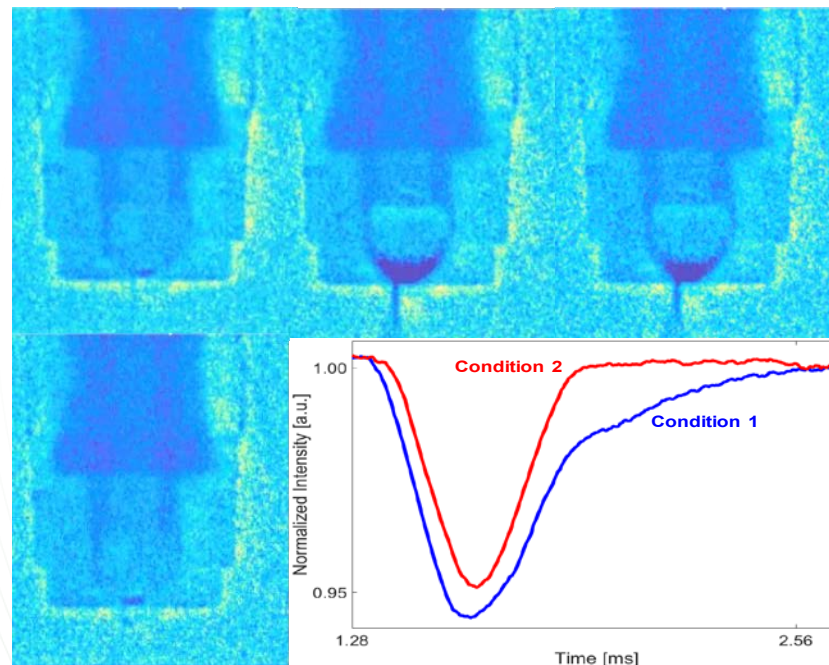 Condition 2
Condition 1
1.00
0.95
Normalized Intensity [a.u.]
1.28
2.56
Time [ms]